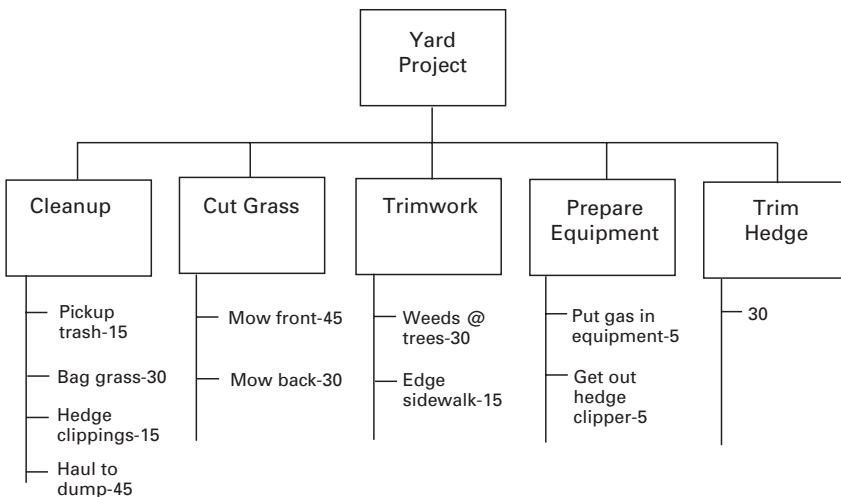 Yard
Project
Cleanup
Cut Grass
Trimwork
Prepare
Equipment
Trim
Hedge
Pickup
trash-15
Bag grass-30
Hedge
clippings-15
Haul to
dump-45
Mow front-45
Mow back-30
Weeds @
trees-30
Edge
sidewalk-15
Put gas in
equipment-5
Get out
hedge
clipper-5
30